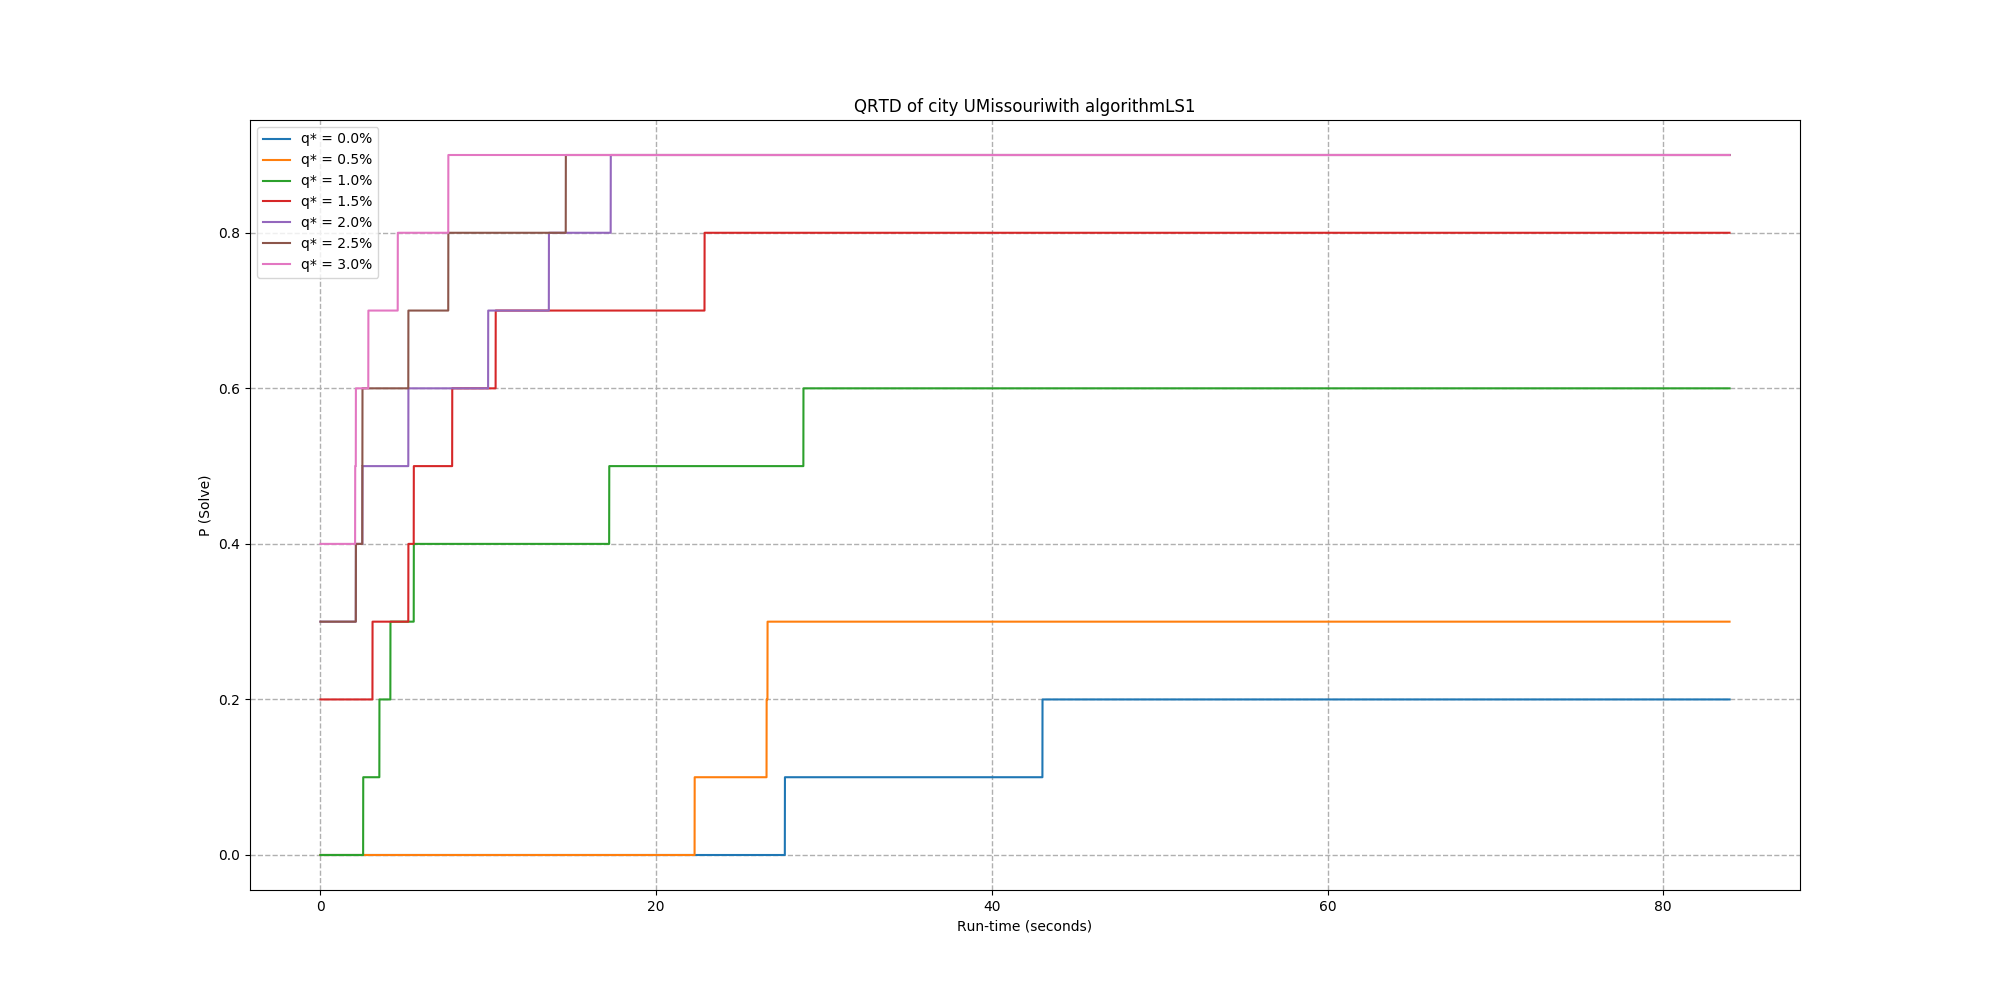 QRTD of city UMissouriwith algorithmLS1
q* = 0.0%
q* = 0.5%
q* = 1.0%
q* = 1.5%
q* = 2.0%
q* = 2.5%
q* = 3.0%
P (Solve)
0.8
0.6
0.4
0.2
0.0
0 20 40 60 80
Run-time (seconds)